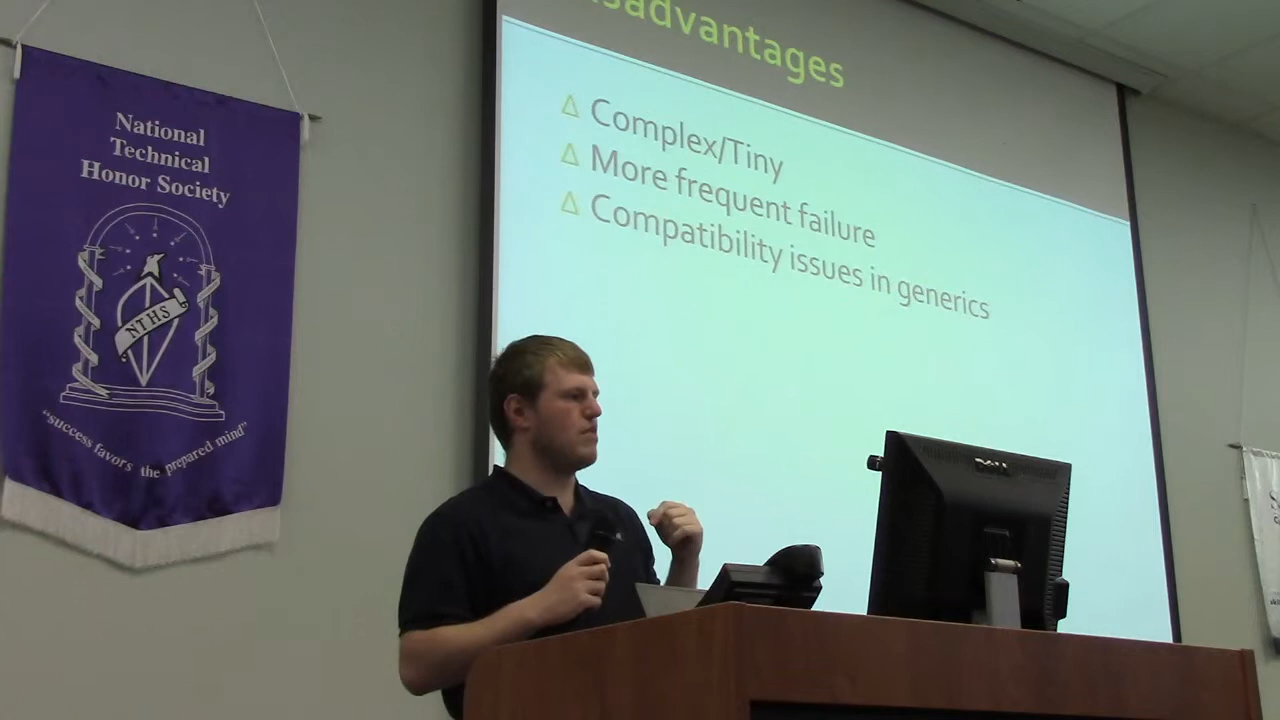 National
Technical
Honor Society
NTHS
"success favors the prepared mind"
sadvantages
Δ Complex/Tiny
Δ More frequent failure
Δ Compatibility issues in generics
DELL